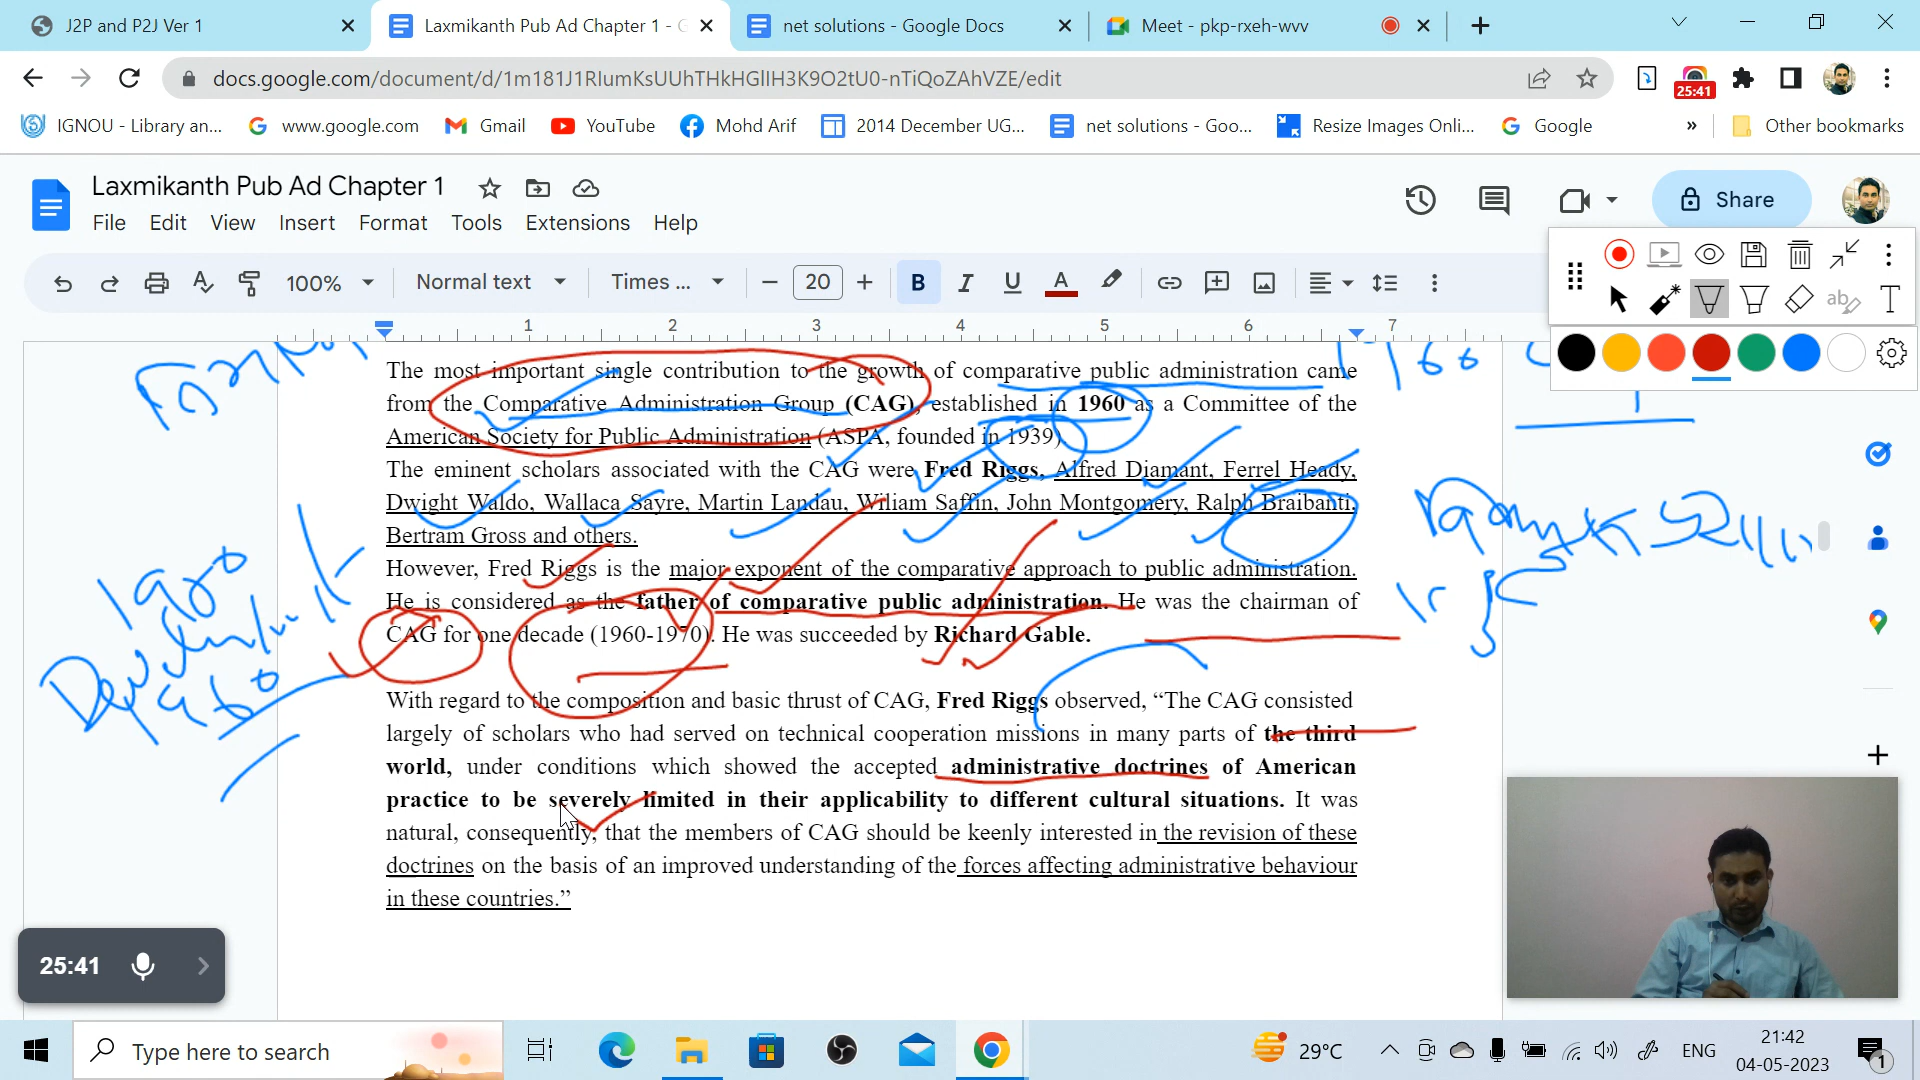 J2P and P2J Ver 1
Laxmikanth Pub Ad Chapter 1 - G
net solutions - Google Docs
Meet - pkp-rxeh-wvv
docs.google.com/document/d/1m181J1RIumKsUUhTHkHGlIH3K9O2tU0-nTiQoZAhVZE/edit
25:41
IGNOU - Library an...
www.google.com
Gmail
YouTube
Mohd Arif
2014 December UG...
net solutions - Goo...
Resize Images Onli...
Google
»
Other bookmarks
Laxmikanth Pub Ad Chapter 1
Share
File Edit View Insert Format Tools Extensions Help
100% Normal text Times ... 20 B I U A
ab T
1 2 3 4 5 6 7
The most important single contribution to the growth of comparative public administration came
from the Comparative Administration Group (CAG), established in 1960 as a Committee of the
American Society for Public Administration (ASPA, founded in 1939).
The eminent scholars associated with the CAG were Fred Riggs, Alfred Diamant, Ferrel Heady,
Dwight Waldo, Wallaca Sayre, Martin Landau, Wiliam Saffin, John Montgomery, Ralph Braibanti,
Bertram Gross and others.
However, Fred Riggs is the major exponent of the comparative approach to public administration.
He is considered as the father of comparative public administration. He was the chairman of
CAG for one decade (1960-1970). He was succeeded by Richard Gable.
With regard to the composition and basic thrust of CAG, Fred Riggs observed, “The CAG consisted
largely of scholars who had served on technical cooperation missions in many parts of the third
world, under conditions which showed the accepted administrative doctrines of American
practice to be severely limited in their applicability to different cultural situations. It was
natural, consequently, that the members of CAG should be keenly interested in the revision of these
doctrines on the basis of an improved understanding of the forces affecting administrative behaviour
in these countries.”
25:41
Type here to search
29°C
ENG
21:42
04-05-2023
1